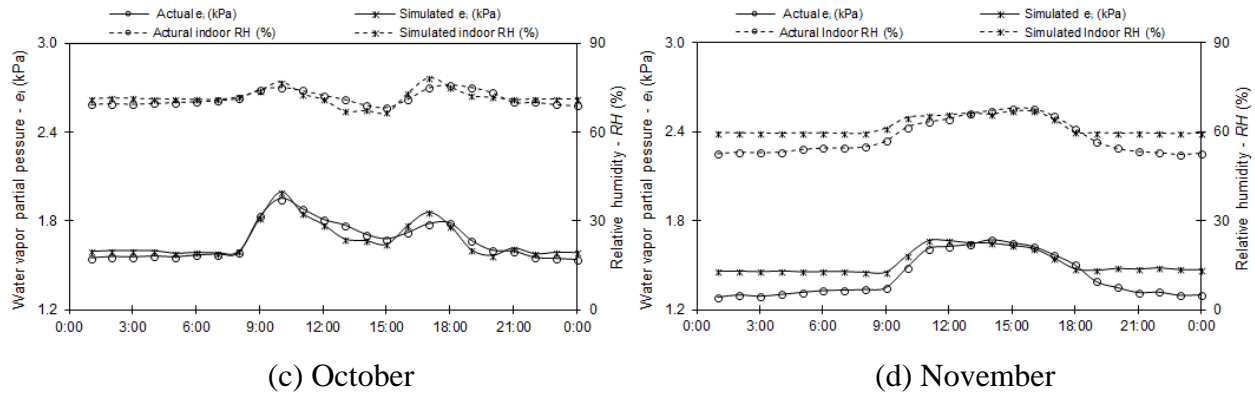 Actual eᵢ (kPa) Simulated eᵢ (kPa)
Actural indoor RH (%) Simulated indoor RH (%)
3.0
2.4
1.8
1.2
Water vapor partial pressure - eᵢ (kPa)
90
60
30
0
Relative humidity - RH (%)
0:00 3:00 6:00 9:00 12:00 15:00 18:00 21:00 0:00
(c) October
Actual eᵢ (kPa) Simulated eᵢ (kPa)
Actural Indoor RH (%) Simulated Indoor RH (%)
3.0
2.4
1.8
1.2
Water vapor partial pressure - eᵢ (kPa)
90
60
30
0
Relative humidity - RH (%)
0:00 3:00 6:00 9:00 12:00 15:00 18:00 21:00 0:00
(d) November